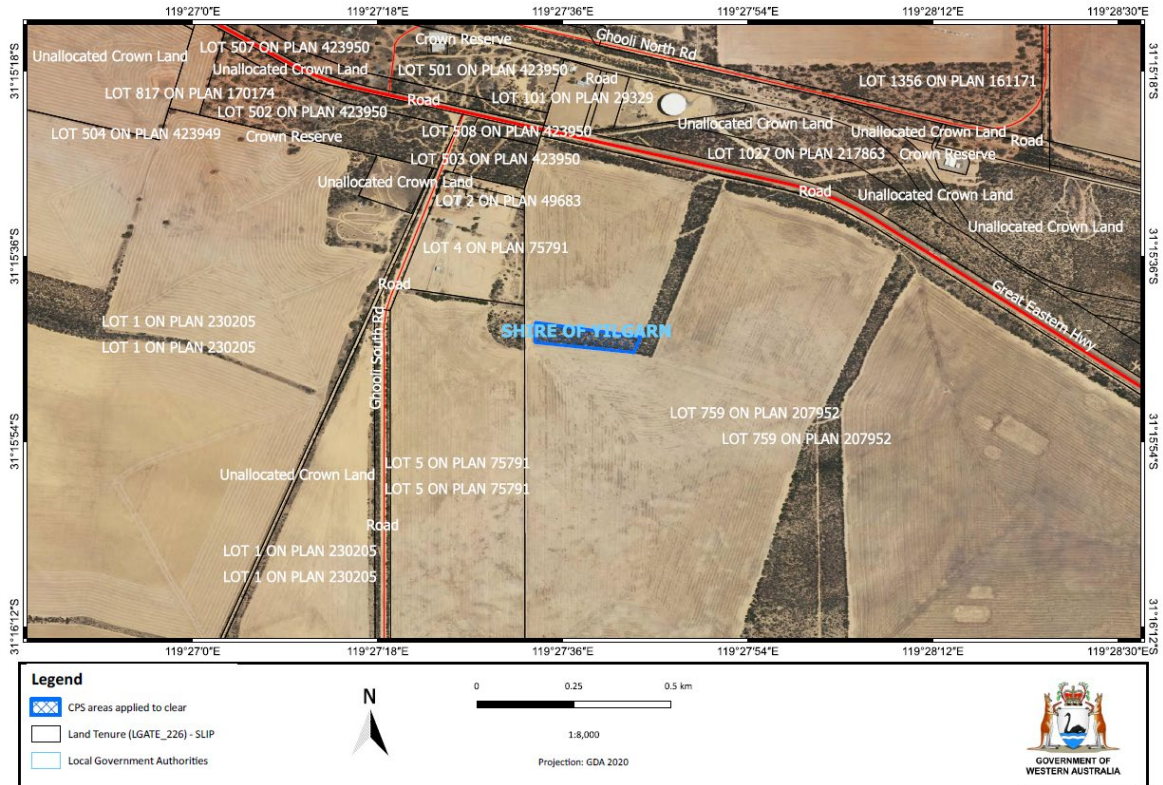 119°27'0"E 119°27'18"E 119°27'36"E 119°27'54"E 119°28'12"E 119°28'30"E
31°15'18"S
31°15'36"S
31°15'54"S
31°16'12"S
31°15'18"S
31°15'36"S
31°15'54"S
31°16'12"S
Unallocated Crown Land
LOT 507 ON PLAN 423950
Crown Reserve
Ghooli North Rd
Unallocated Crown Land
LOT 501 ON PLAN 423950
Road
LOT 1356 ON PLAN 161171
LOT 817 ON PLAN 170174
Road
LOT 101 ON PLAN 29329
LOT 502 ON PLAN 423950
Unallocated Crown Land
Unallocated Crown Land
LOT 504 ON PLAN 423949
Crown Reserve
LOT 508 ON PLAN 423950
Road
LOT 503 ON PLAN 423950
LOT 1027 ON PLAN 217863
Crown Reserve
Unallocated Crown Land
Road
Unallocated Crown Land
LOT 2 ON PLAN 49683
Unallocated Crown Land
LOT 4 ON PLAN 75791
Road
Great Eastern Hwy
LOT 1 ON PLAN 230205
SHIRE OF YILGARN
LOT 1 ON PLAN 230205
Ghooli South Rd
LOT 759 ON PLAN 207952
LOT 759 ON PLAN 207952
Unallocated Crown Land
LOT 5 ON PLAN 75791
LOT 5 ON PLAN 75791
Road
LOT 1 ON PLAN 230205
LOT 1 ON PLAN 230205
119°27'0"E 119°27'18"E 119°27'36"E 119°27'54"E 119°28'12"E 119°28'30"E
Legend
CPS areas applied to clear
Land Tenure (LGATE_226) - SLIP
Local Government Authorities
N
0 0.25 0.5 km
1:8,000
Projection: GDA 2020
GOVERNMENT OF
WESTERN AUSTRALIA